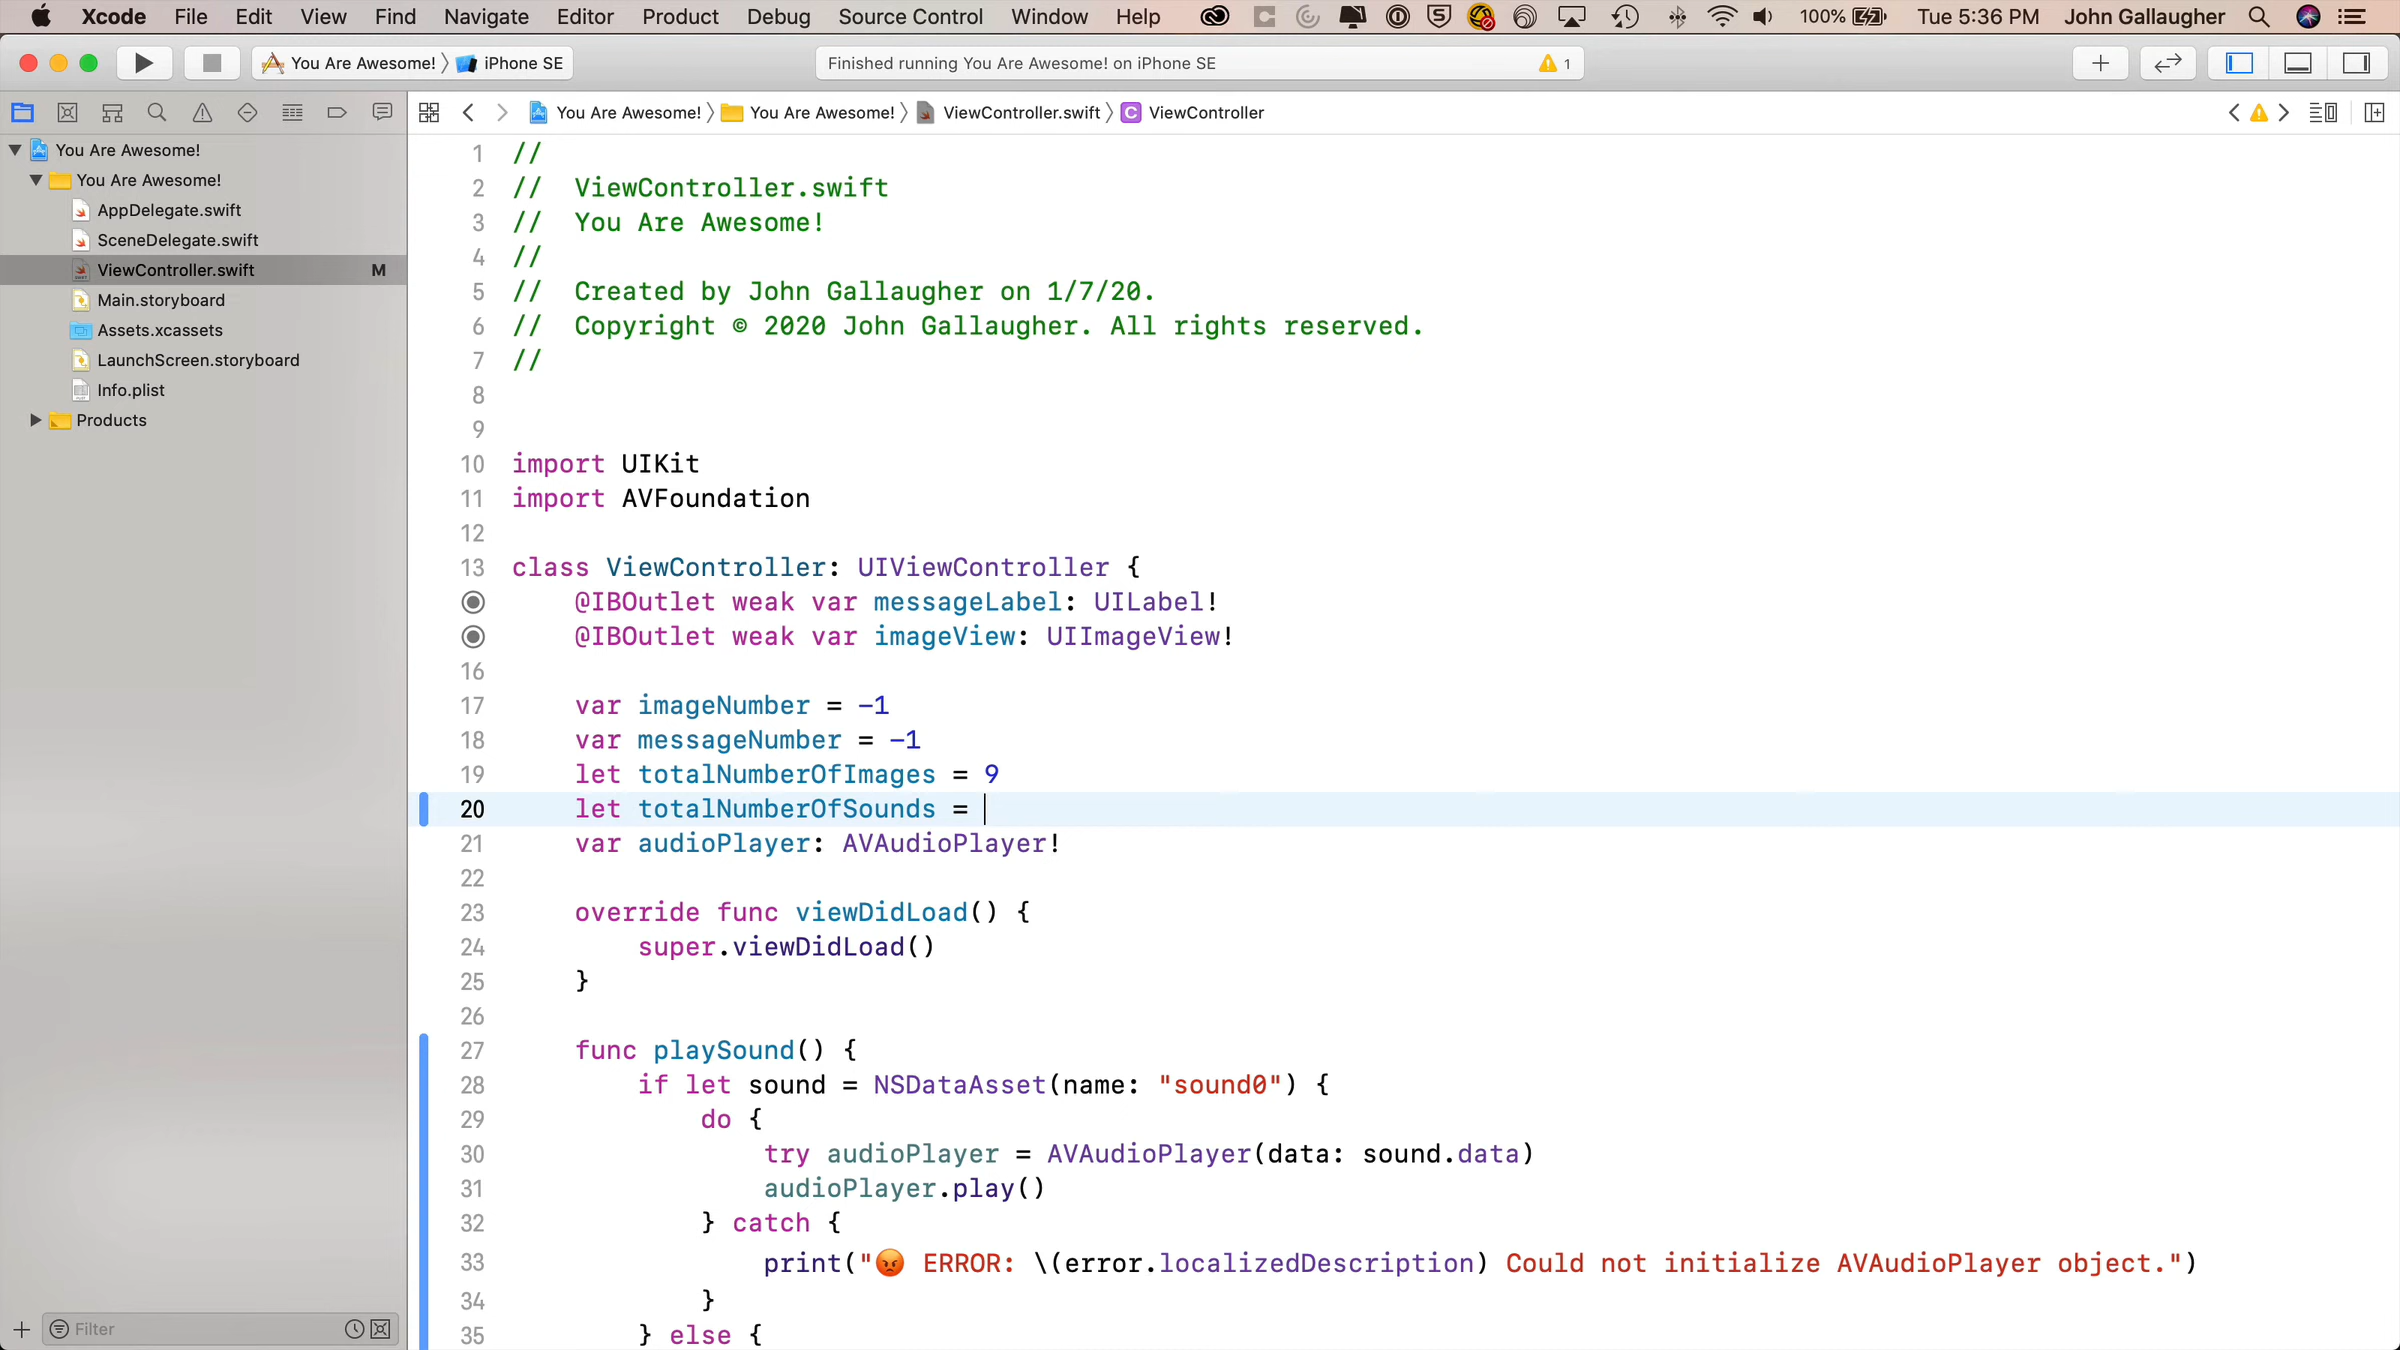 Xcode File Edit View Find Navigate Editor Product Debug Source Control Window Help 100% Tue 5:36 PM John Gallaugher
You Are Awesome! iPhone SE
Finished running You Are Awesome! on iPhone SE 1
You Are Awesome! You Are Awesome! ViewController.swift C ViewController
You Are Awesome!
You Are Awesome!
AppDelegate.swift
SceneDelegate.swift
ViewController.swift M
Main.storyboard
Assets.xcassets
LaunchScreen.storyboard
Info.plist
Products
Filter
1 //
2 //  ViewController.swift
3 //  You Are Awesome!
4 //
5 //  Created by John Gallaugher on 1/7/20.
6 //  Copyright © 2020 John Gallaugher. All rights reserved.
7 //
8
9
10 import UIKit
11 import AVFoundation
12
13 class ViewController: UIViewController {
@IBOutlet weak var messageLabel: UILabel!
@IBOutlet weak var imageView: UIImageView!
16
17 var imageNumber = -1
18 var messageNumber = -1
19 let totalNumberOfImages = 9
20 let totalNumberOfSounds =
21 var audioPlayer: AVAudioPlayer!
22
23 override func viewDidLoad() {
24 super.viewDidLoad()
25 }
26
27 func playSound() {
28 if let sound = NSDataAsset(name: "sound0") {
29 do {
30 try audioPlayer = AVAudioPlayer(data: sound.data)
31 audioPlayer.play()
32 } catch {
33 print("😡 ERROR: \(error.localizedDescription) Could not initialize AVAudioPlayer object.")
34 }
35 } else {